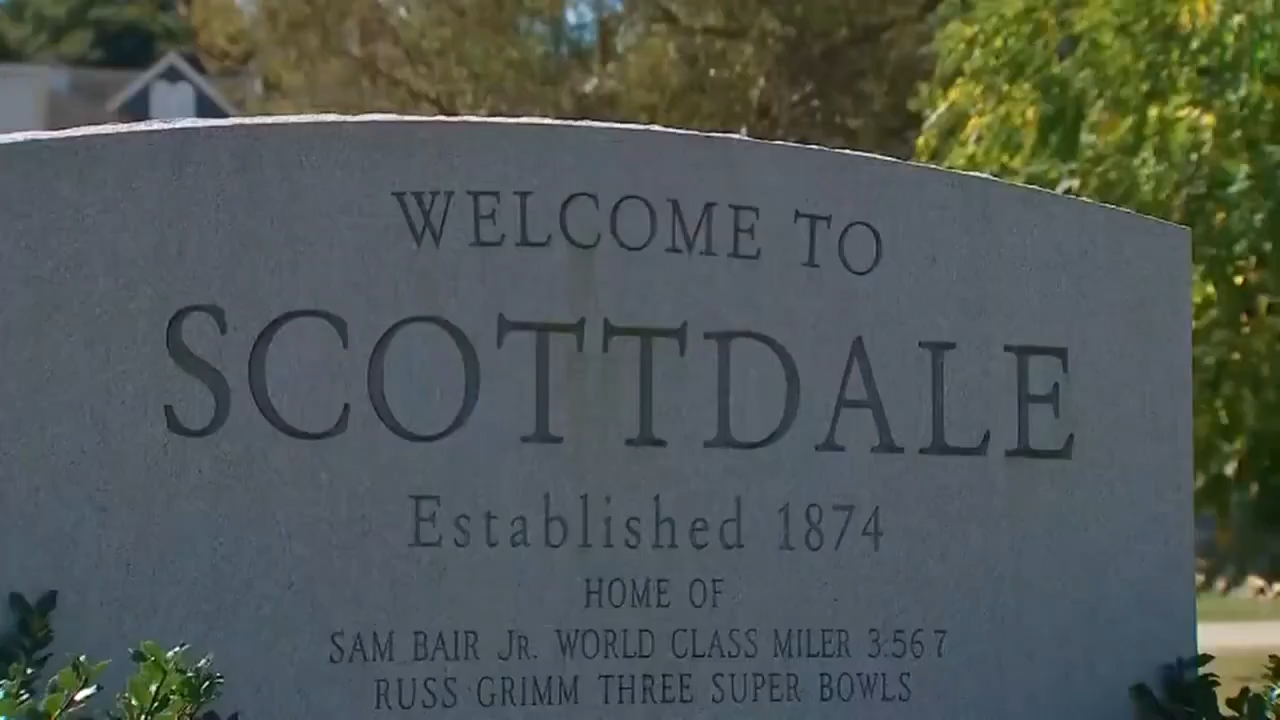 WELCOME TO
SCOTTDALE
Established 1874
HOME OF
SAM BAIR JR. WORLD CLASS MILER 3:56 7
RUSS GRIMM THREE SUPER BOWLS